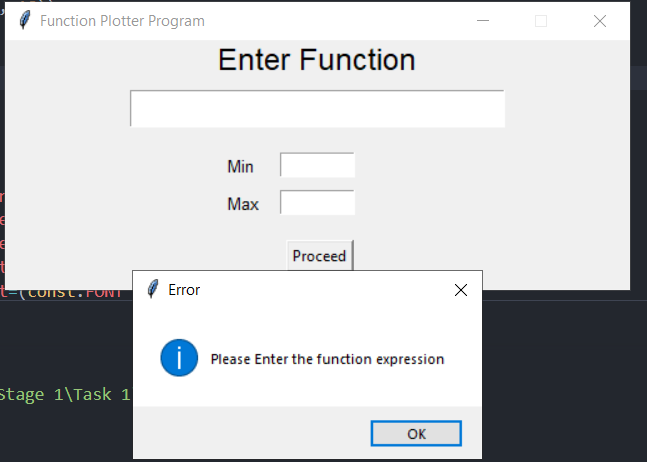 Function Plotter Program
Enter Function
Min
Max
Proceed
t=(const.FONT
Error
Please Enter the function expression
Stage 1\Task 1
OK